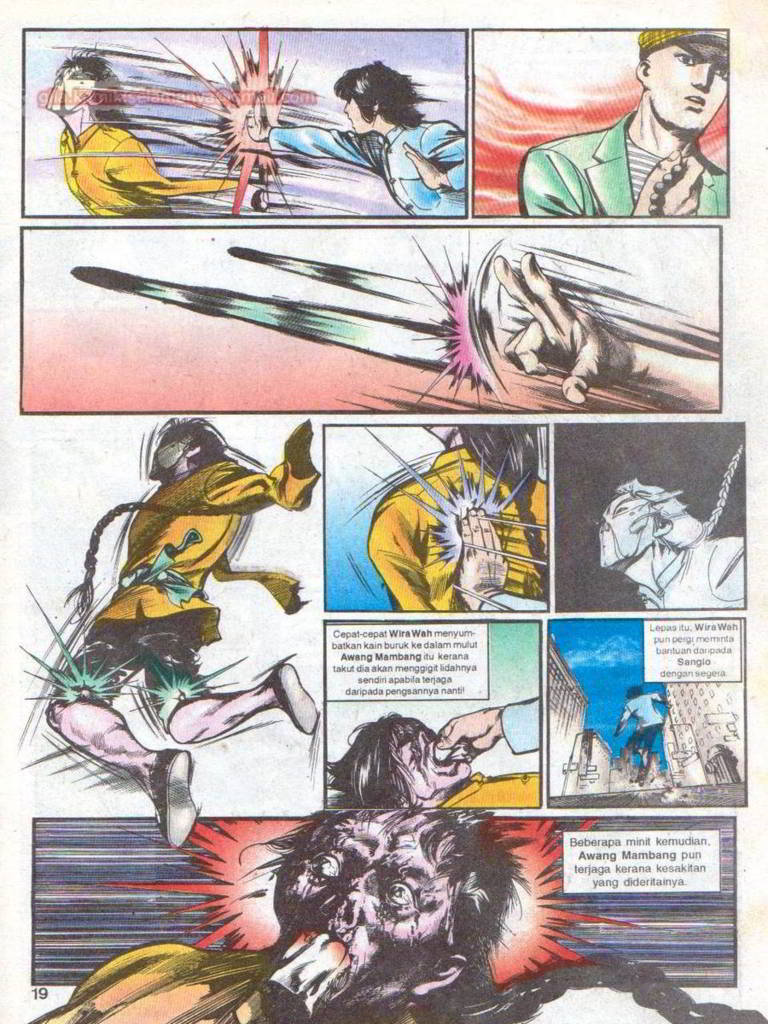 Cepat-cepat Wira Wah menyum-
batkan kain buruk ke dalam mulut
Awang Mambang itu kerana
takut dia akan menggigit lidahnya
sendiri apabila terjaga
daripada pengsannya nanti!
Lepas itu, Wira Wah
pun pergi meminta
bantuan daripada
Sanglo
dengan segera.
Beberapa minit kemudian,
Awang Mambang pun
terjaga kerana kesakitan
yang dideritainya.
19